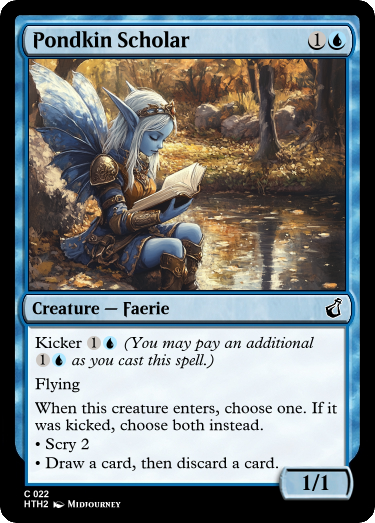 Pondkin Scholar 1
Creature — Faerie
Kicker 1 (You may pay an additional
1 as you cast this spell.)
Flying
When this creature enters, choose one. If it
was kicked, choose both instead.
• Scry 2
• Draw a card, then discard a card.
1/1
C 022
HTH2 Midjourney